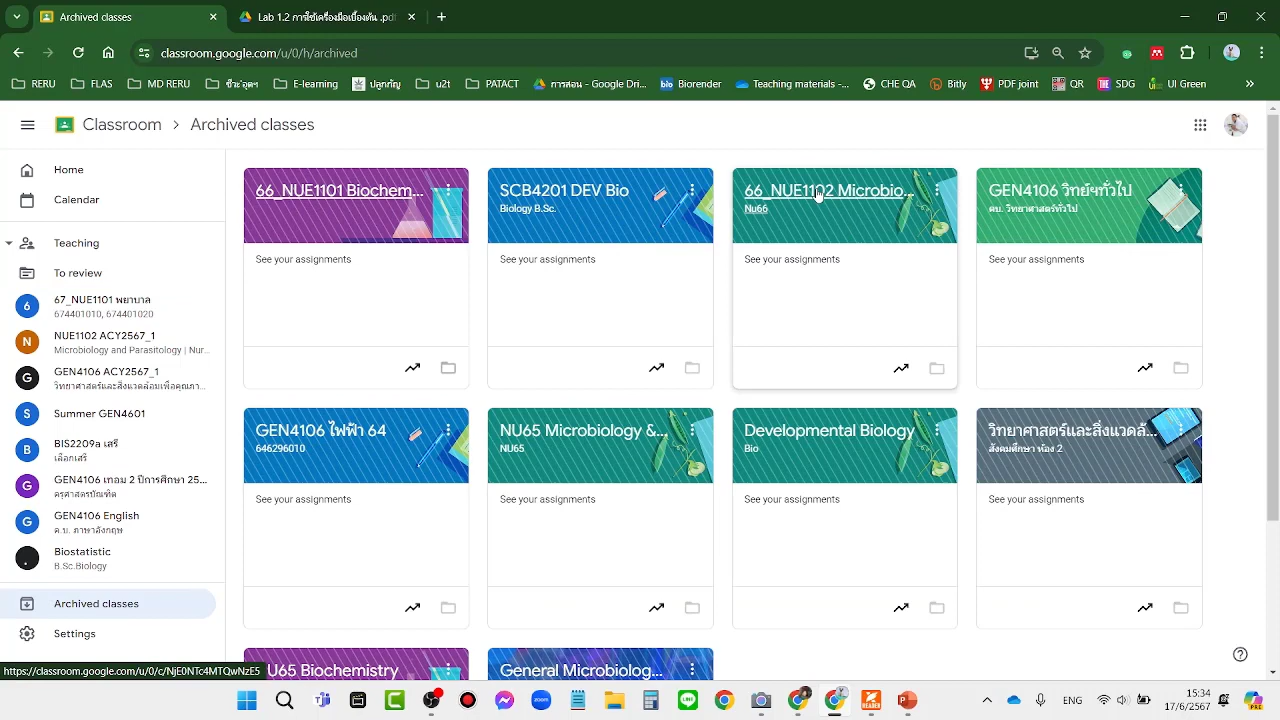 Archived classes
Lab 1.2 การใช้เครื่องมือเบื้องต้น .pdf
classroom.google.com/u/0/h/archived
RERU
FLAS
MD RERU
E-learning
ปลูกกัญ
u2t
PATACT
การสอน - Google Dri...
bio Biorender
Teaching materials -...
CHE QA
Bitty
PDF joint
QR
SDG
UI Green
Classroom > Archived classes
Home
Calendar
Teaching
To review
6
67_NUE1101 พยาบาล
674401010, 674401020
N
NUE1102 ACY2567_1
Microbiology and Parasitology | Nur...
G
GEN4106 ACY2567_1
วิทยาศาสตร์และสิ่งแวดล้อมเพื่อคุณภา...
S
Summer GEN4601
B
BIS2209a เสรี
เลือกเสรี
G
GEN4106 เทอม 2 ปีการศึกษา 25...
ครุศาสตรบัณฑิต
G
GEN4106 English
ค.บ. ภาษาอังกฤษ
Biostatistic
B.Sc.Biology
Archived classes
Settings
66_NUE1101 Biochem...
See your assignments
SCB4201 DEV Bio
Biology B.Sc.
See your assignments
66_NUE1102 Microbio...
Nu66
See your assignments
GEN4106 วิทย์ฯทั่วไป
คบ. วิทยาศาสตร์ทั่วไป
See your assignments
GEN4106 ไฟฟ้า 64
646296010
See your assignments
NU65 Microbiology &...
NU65
See your assignments
Developmental Biology
Bio
See your assignments
วิทยาศาสตร์และสิ่งแวดล้...
สังคมศึกษา ห้อง 2
See your assignments
U65 Biochemistry
General Microbiolog...
https://classroom.google.com/u/0/c/NjE0NTc4MTQwNzE5
ENG
15:34
17/6/2567